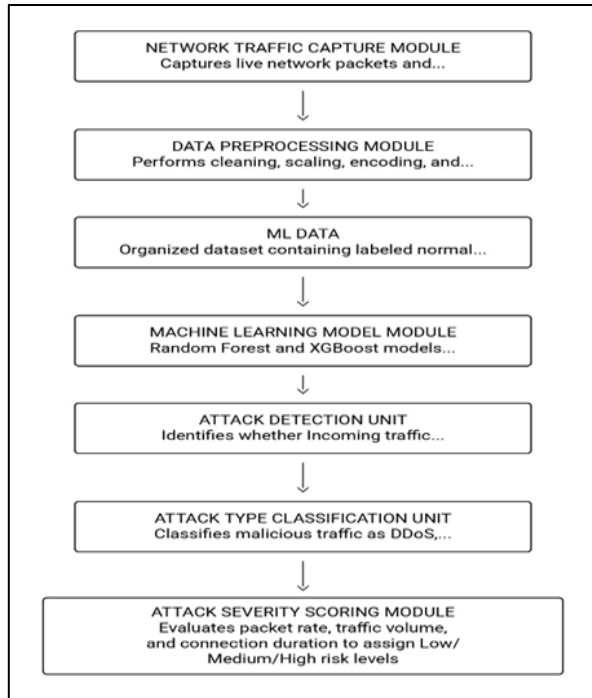 NETWORK TRAFFIC CAPTURE MODULE
Captures live network packets and...
DATA PREPROCESSING MODULE
Performs cleaning, scaling, encoding, and...
ML DATA
Organized dataset containing labeled normal...
MACHINE LEARNING MODEL MODULE
Random Forest and XGBoost models...
ATTACK DETECTION UNIT
Identifies whether Incoming traffic...
ATTACK TYPE CLASSIFICATION UNIT
Classifies malicious traffic as DDoS,...
ATTACK SEVERITY SCORING MODULE
Evaluates packet rate, traffic volume,
and connection duration to assign Low/
Medium/High risk levels